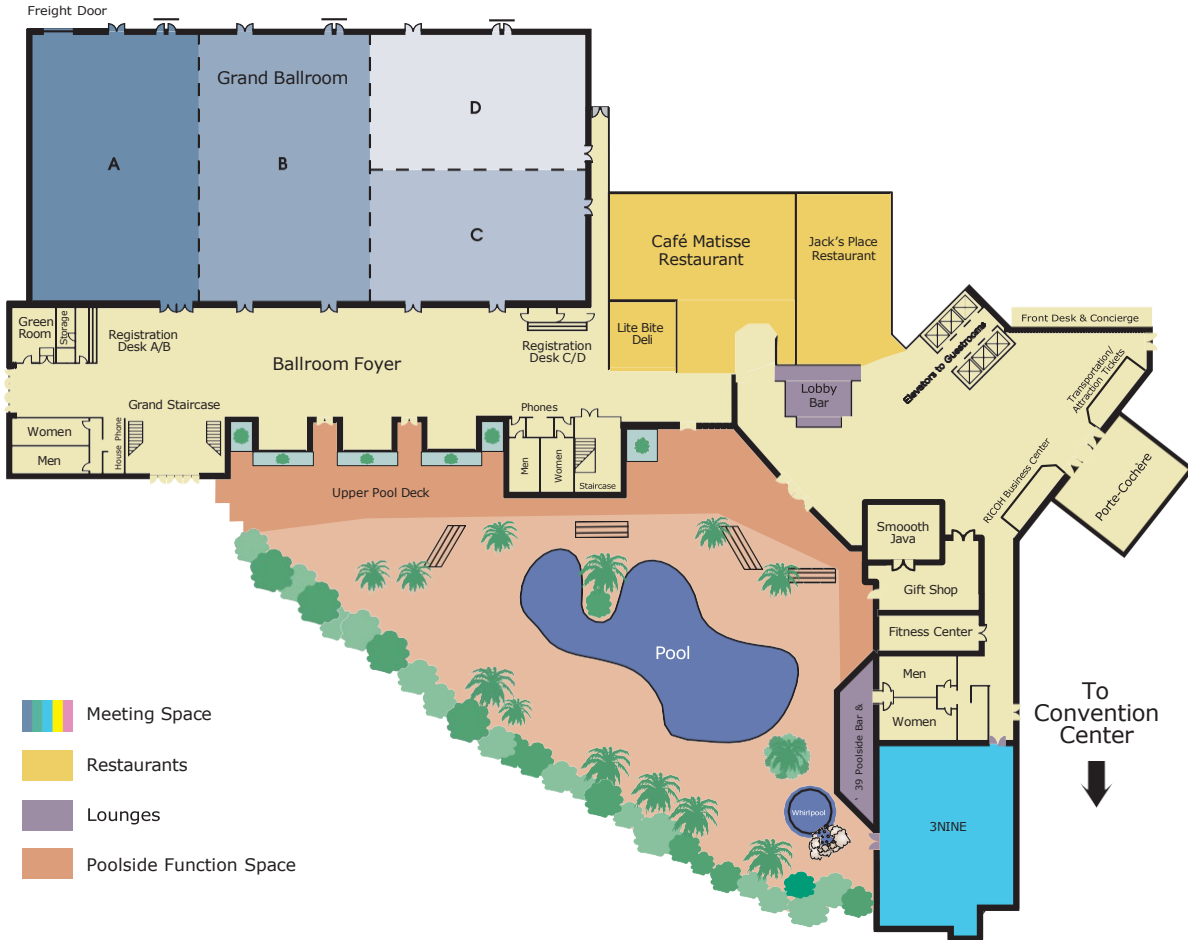 Freight Door
Grand Ballroom
A
B
D
C
Café Matisse
Restaurant
Jack's Place
Restaurant
Lite Bite
Deli
Green
Room
Storage
Registration
Desk A/B
Registration
Desk C/D
Ballroom Foyer
Lobby
Bar
Elevators to Guestrooms
Front Desk & Concierge
Transportation/
Attraction Tickets
Grand Staircase
Phones
Women
Men
House Phone
Men
Women
Staircase
Upper Pool Deck
RICOH Business Center
Porte-Cochère
Smoooth
Java
Gift Shop
Fitness Center
Pool
Men
Women
' 39 Poolside Bar &
Whirlpool
3NINE
To
Convention
Center
Meeting Space
Restaurants
Lounges
Poolside Function Space